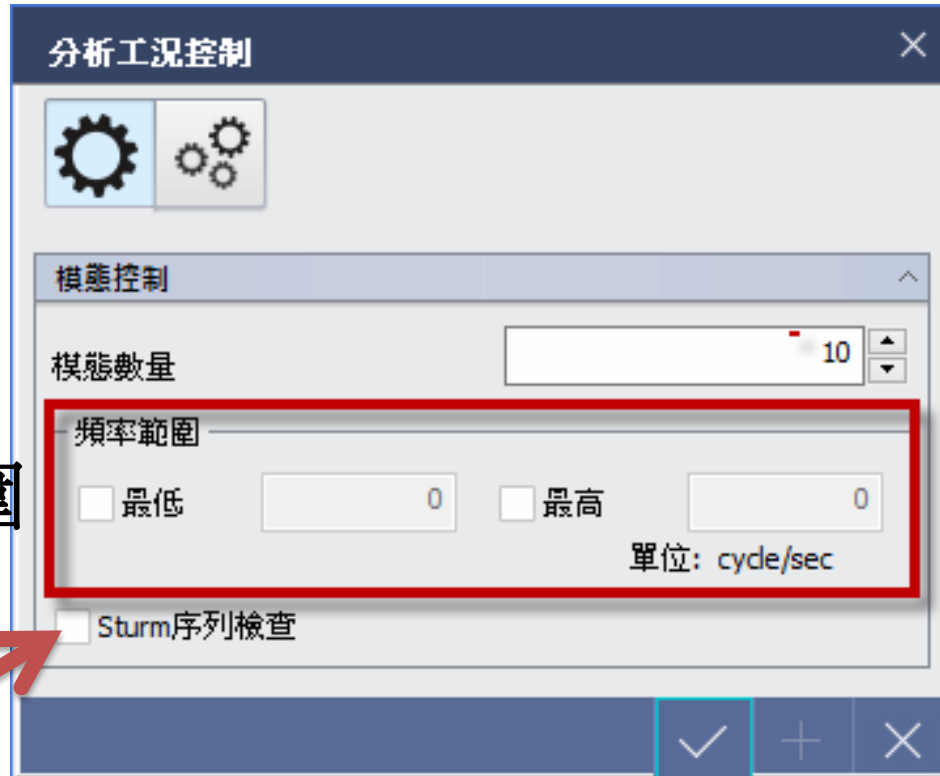 分析工況控制
模態控制
模態數量
10
頻率範圍
最低
0
最高
0
單位: cycle/sec
Sturm序列檢查